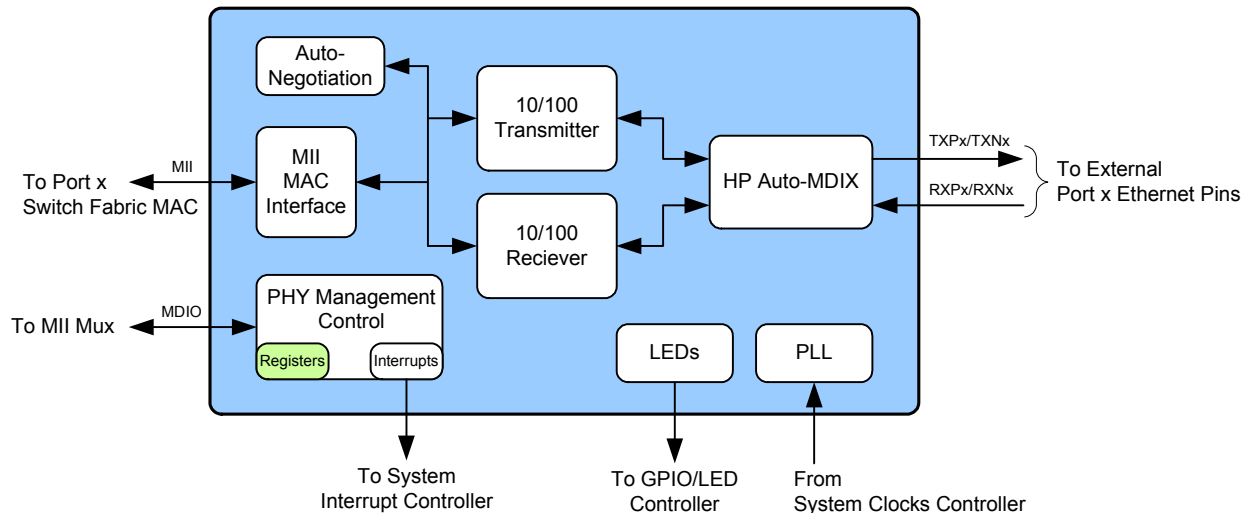 Auto-
Negotiation
10/100
Transmitter
MII
MAC
Interface
HP Auto-MDIX
10/100
Reciever
MII
To Port x
Switch Fabric MAC
TXPx/TXNx
RXPx/RXNx
To External
Port x Ethernet Pins
PHY Management
Control
Registers
Interrupts
MDIO
To MII Mux
LEDs
PLL
To System
Interrupt Controller
To GPIO/LED
Controller
From
System Clocks Controller